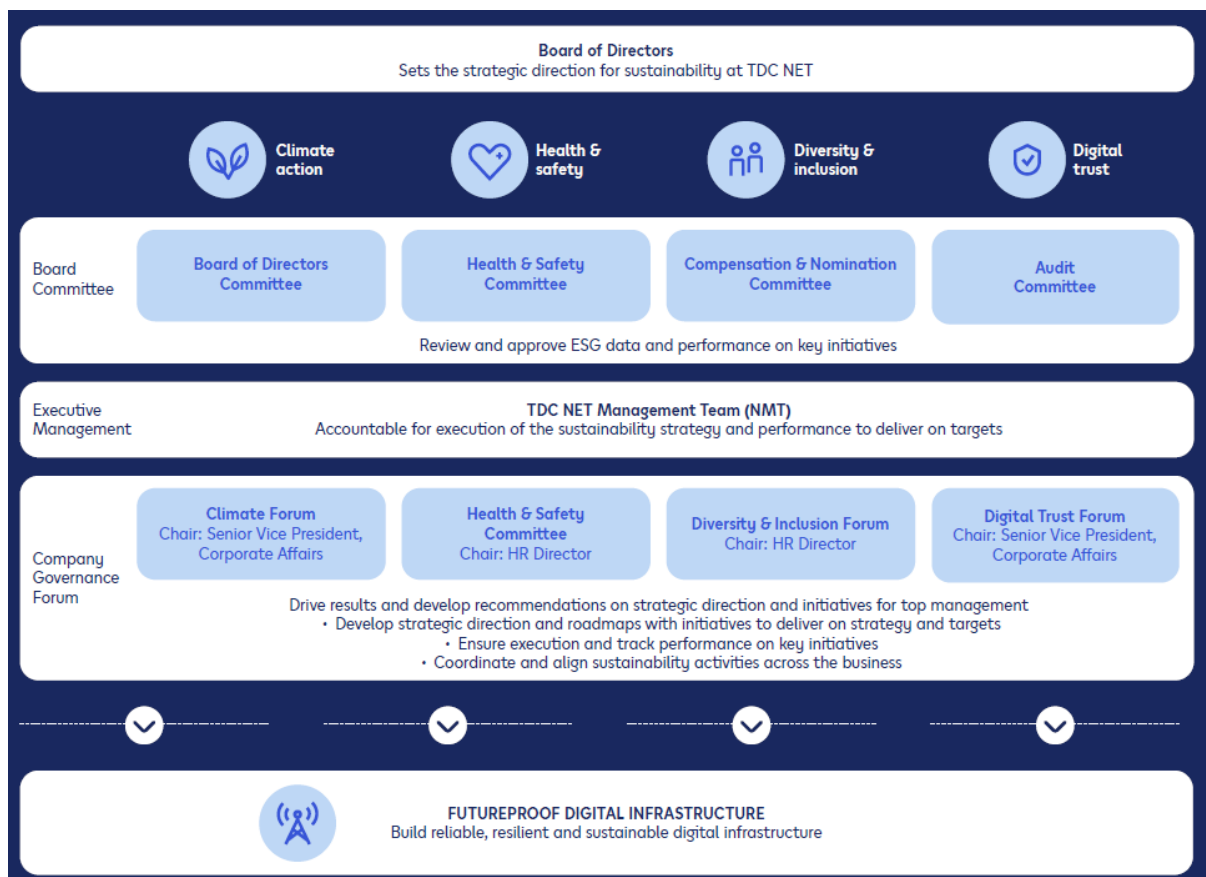 Board of Directors
Sets the strategic direction for sustainability at TDC NET
Climate
action
Health &
safety
Diversity &
inclusion
Digital
trust
Board
Committee
Board of Directors
Committee
Health & Safety
Committee
Compensation & Nomination
Committee
Audit
Committee
Review and approve ESG data and performance on key initiatives
Executive
Management
TDC NET Management Team (NMT)
Accountable for execution of the sustainability strategy and performance to deliver on targets
Company
Governance
Forum
Climate Forum
Chair: Senior Vice President,
Corporate Affairs
Health & Safety
Committee
Chair: HR Director
Diversity & Inclusion Forum
Chair: HR Director
Digital Trust Forum
Chair: Senior Vice President,
Corporate Affairs
Drive results and develop recommendations on strategic direction and initiatives for top management
• Develop strategic direction and roadmaps with initiatives to deliver on strategy and targets
• Ensure execution and track performance on key initiatives
• Coordinate and align sustainability activities across the business
FUTUREPROOF DIGITAL INFRASTRUCTURE
Build reliable, resilient and sustainable digital infrastructure